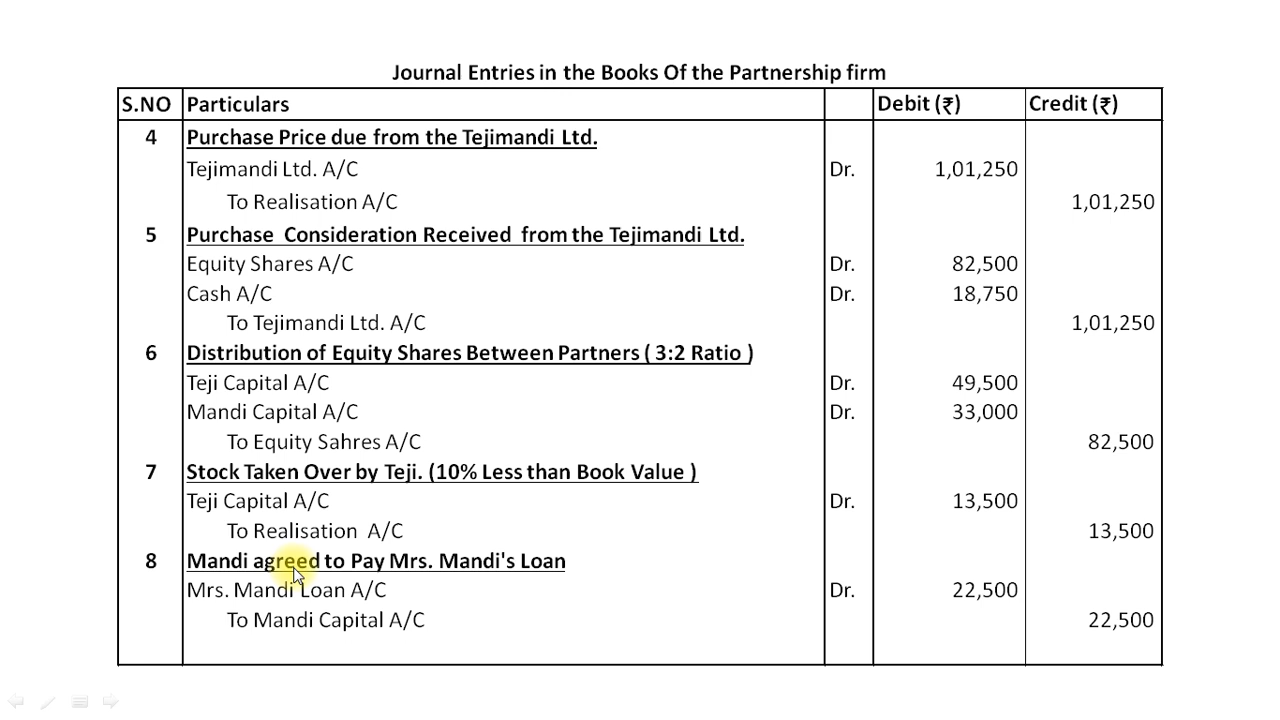 Journal Entries in the Books Of the Partnership firm
S.NO Particulars Debit (₹) Credit (₹)
4 Purchase Price due from the Tejimandi Ltd.
Tejimandi Ltd. A/C Dr. 1,01,250
To Realisation A/C 1,01,250
5 Purchase Consideration Received from the Tejimandi Ltd.
Equity Shares A/C Dr. 82,500
Cash A/C Dr. 18,750
To Tejimandi Ltd. A/C 1,01,250
6 Distribution of Equity Shares Between Partners ( 3:2 Ratio )
Teji Capital A/C Dr. 49,500
Mandi Capital A/C Dr. 33,000
To Equity Sahres A/C 82,500
7 Stock Taken Over by Teji. (10% Less than Book Value )
Teji Capital A/C Dr. 13,500
To Realisation A/C 13,500
8 Mandi agreed to Pay Mrs. Mandi's Loan
Mrs. Mandi Loan A/C Dr. 22,500
To Mandi Capital A/C 22,500